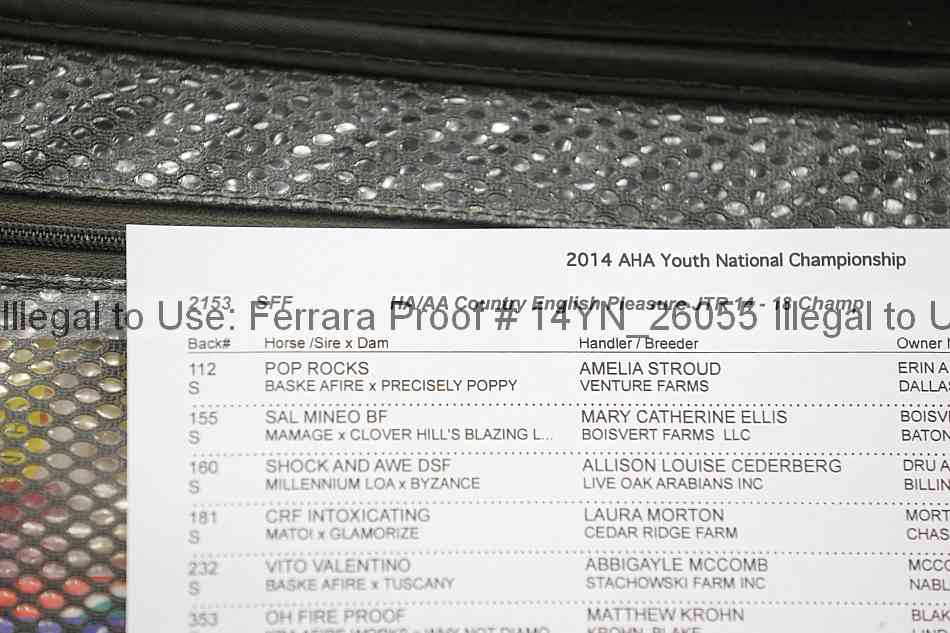 2014 AHA Youth National Championship
2153 SFF HA/AA Country English Pleasure JTR 14 - 18 Champ
Illegal to Use: Ferrara Proof # 14YN_26055 Illegal to U
Back# Horse /Sire x Dam Handler / Breeder Owner
112 POP ROCKS AMELIA STROUD ERIN A
S BASKE AFIRE x PRECISELY POPPY VENTURE FARMS DALLAS
155 SAL MINEO BF MARY CATHERINE ELLIS BOISV
S MAMAGE x CLOVER HILL'S BLAZING L... BOISVERT FARMS LLC BATON
160 SHOCK AND AWE DSF ALLISON LOUISE CEDERBERG DRU A
S MILLENNIUM LOA x BYZANCE LIVE OAK ARABIANS INC BILLIN
181 CRF INTOXICATING LAURA MORTON MORT
S MATOI x GLAMORIZE CEDAR RIDGE FARM CHAS
232 VITO VALENTINO ABBIGAYLE MCCOMB MCCO
S BASKE AFIRE x TUSCANY STACHOWSKI FARM INC NABL
353 OH FIRE PROOF MATTHEW KROHN BLAK
KROHN, BLAKE